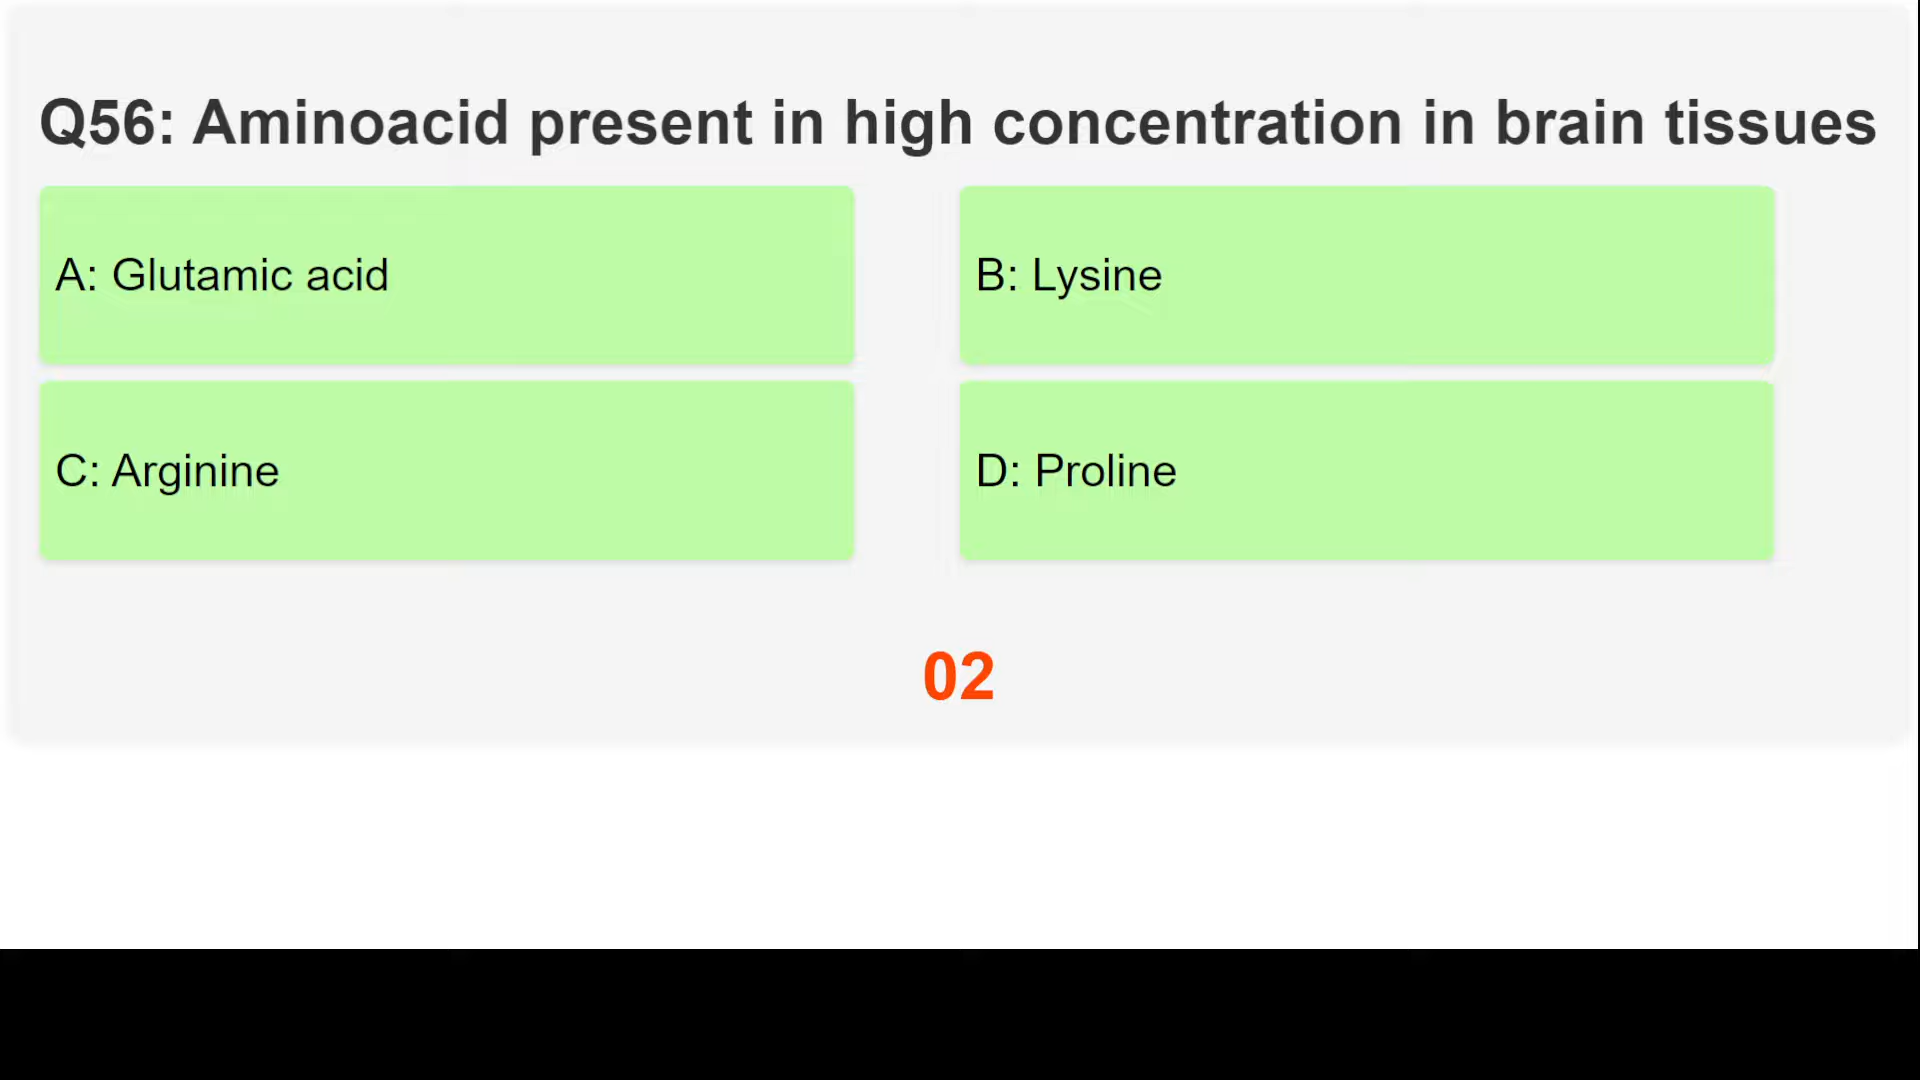 Q56: Aminoacid present in high concentration in brain tissues
A: Glutamic acid
B: Lysine
C: Arginine
D: Proline
02